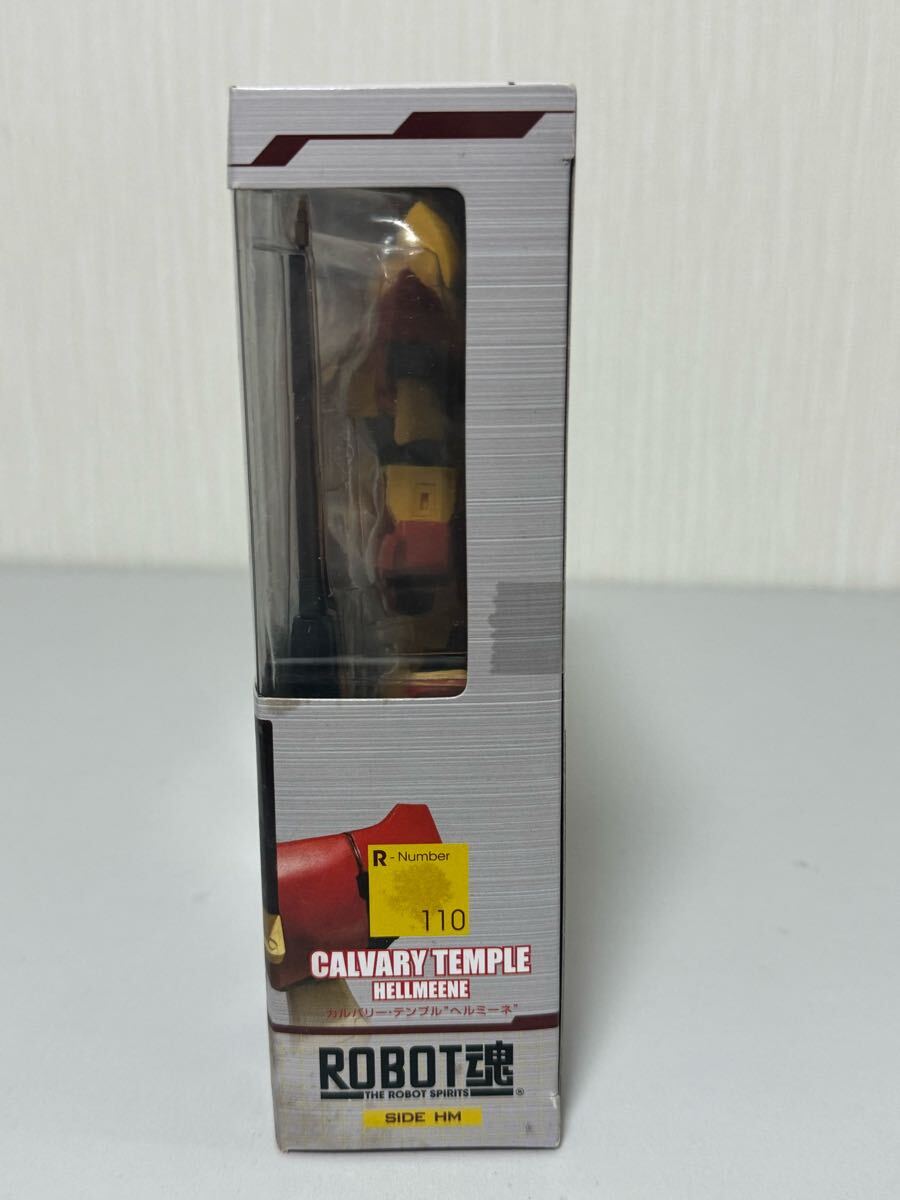 R - Number
110
CALVARY TEMPLE
HELLMEENE
カルバリー・テンプル"ヘルミーネ"
ROBOT魂
THE ROBOT SPIRITS ®
SIDE HM